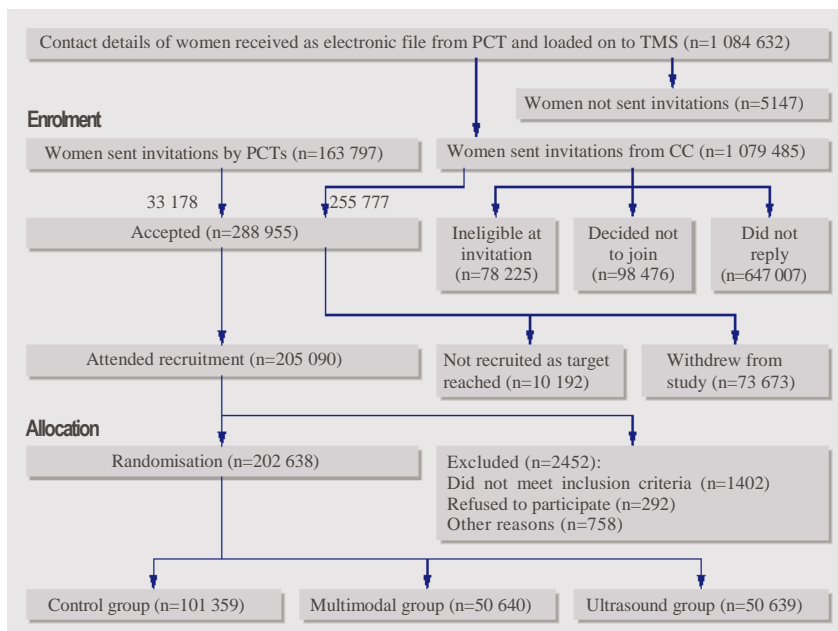 Contact details of women received as electronic file from PCT and loaded on to TMS (n=1 084 632)
Women not sent invitations (n=5147)
Enrolment
Women sent invitations by PCTs (n=163 797)
Women sent invitations from CC (n=1 079 485)
33 178
255 777
Accepted (n=288 955)
Ineligible at
invitation
(n=78 225)
Decided not
to join
(n=98 476)
Did not
reply
(n=647 007)
Attended recruitment (n=205 090)
Not recruited as target
reached (n=10 192)
Withdrew from
study (n=73 673)
Allocation
Randomisation (n=202 638)
Excluded (n=2452):
Did not meet inclusion criteria (n=1402)
Refused to participate (n=292)
Other reasons (n=758)
Control group (n=101 359)
Multimodal group (n=50 640)
Ultrasound group (n=50 639)